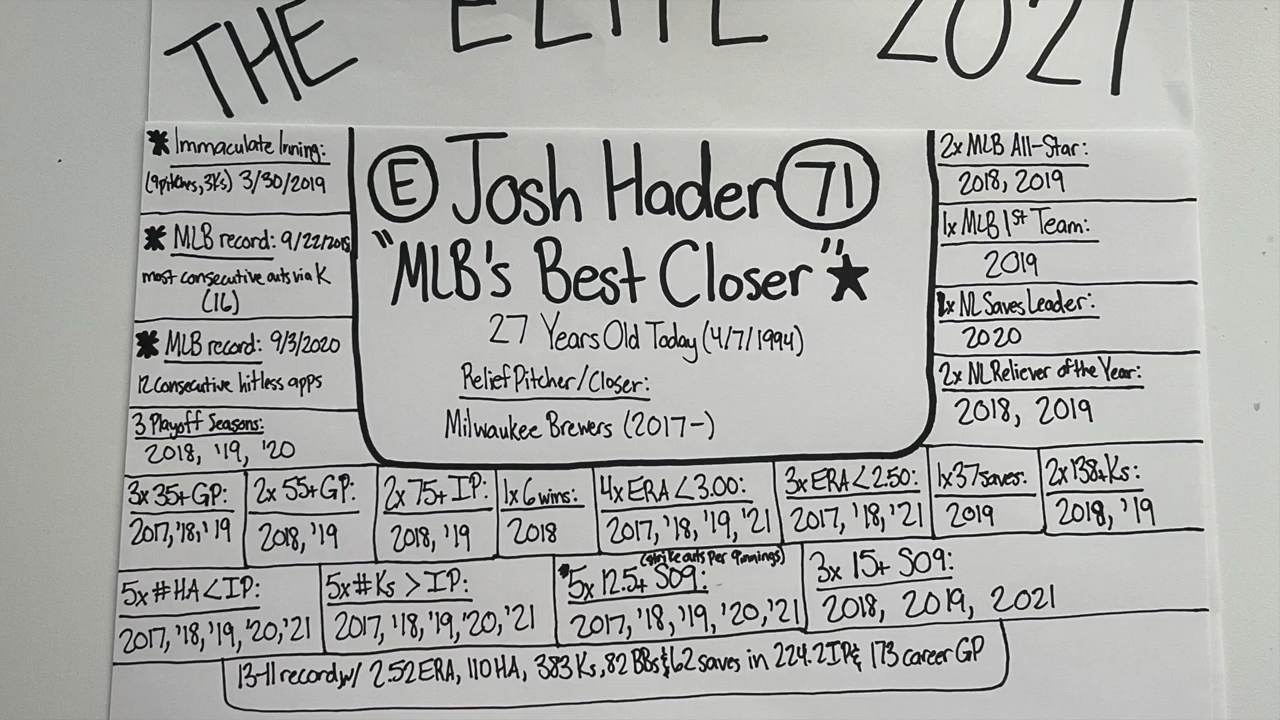 THE ELITE 2021
* Immaculate Inning:
(9pitches, 3Ks) 3/30/2019
* MLB record: 9/22/2018
most consecutive outs via K
(16)
* MLB record: 9/3/2020
12 consecutive hitless apps
3 Playoff Seasons:
2018, '19, '20
E Josh Hader 71
"MLB's Best Closer" ★
27 Years Old Today (4/7/1994)
Relief Pitcher/Closer:
Milwaukee Brewers (2017-)
2x MLB All-Star:
2018, 2019
1x MLB 1st Team:
2019
1x NL Saves Leader:
2020
2x NL Reliever of the Year:
2018, 2019
3x 35+ GP:
2017, '18, '19
2x 55+ GP:
2018, '19
2x 75+ IP:
2018, '19
1x 6 wins:
2018
4x ERA < 3.00:
2017, '18, '19, '21
3x ERA < 2.50:
2017, '18, '21
1x 37 saves:
2019
2x 138+ Ks:
2018, '19
5x # HA < IP:
2017, '18, '19, '20, '21
5x # Ks > IP:
2017, '18, '19, '20, '21
(strike outs per 9 innings)
*5x 12.5+ SO9:
2017, '18, '19, '20, '21
3x 15+ SO9:
2018, 2019, 2021
13-11 record w/ 2.52 ERA, 110 HA, 383 Ks, 82 BBs & 62 saves in 224.2 IP & 173 career GP